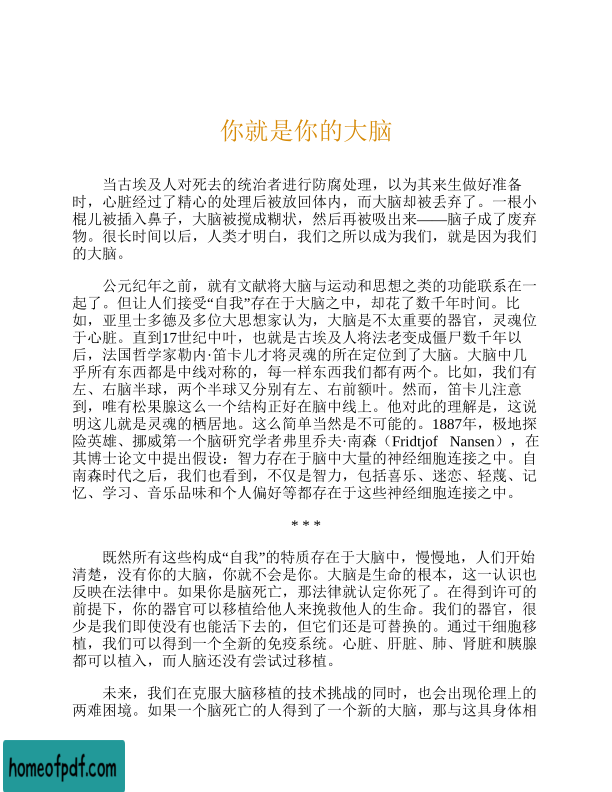 你就是你的大脑
当古埃及人对死去的统治者进行防腐处理，以为其来生做好准备
时，心脏经过了精心的处理后被放回体内，而大脑却被丢弃了。一根小
棍儿被插入鼻子，大脑被搅成糊状，然后再被吸出来——脑子成了废弃
物。很长时间以后，人类才明白，我们之所以成为我们，就是因为我们
的大脑。
公元纪年之前，就有文献将大脑与运动和思想之类的功能联系在一
起了。但让人们接受“自我”存在于大脑之中，却花了数千年时间。比
如，亚里士多德及多位大思想家认为，大脑是不太重要的器官，灵魂位
于心脏。直到17世纪中叶，也就是古埃及人将法老变成僵尸数千年以
后，法国哲学家勒内·笛卡儿才将灵魂的所在定位到了大脑。大脑中几
乎所有东西都是中线对称的，每一样东西我们都有两个。比如，我们有
左、右脑半球，两个半球又分别有左、右前额叶。然而，笛卡儿注意
到，唯有松果腺这么一个结构正好在脑中线上。他对此的理解是，这说
明这儿就是灵魂的栖居地。这么简单当然是不可能的。1887年，极地探
险英雄、挪威第一个脑研究学者弗里乔夫·南森（Fridtjof Nansen），在
其博士论文中提出假设：智力存在于脑中大量的神经细胞连接之中。自
南森时代之后，我们也看到，不仅是智力，包括喜乐、迷恋、轻蔑、记
忆、学习、音乐品味和个人偏好等都存在于这些神经细胞连接之中。
* * *
既然所有这些构成“自我”的特质存在于大脑中，慢慢地，人们开始
清楚，没有你的大脑，你就不会是你。大脑是生命的根本，这一认识也
反映在法律中。如果你是脑死亡，那法律就认定你死了。在得到许可的
前提下，你的器官可以移植给他人来挽救他人的生命。我们的器官，很
少是我们即使没有也能活下去的，但它们还是可替换的。通过干细胞移
植，我们可以得到一个全新的免疫系统。心脏、肝脏、肺、肾脏和胰腺
都可以植入，而人脑还没有尝试过移植。
未来，我们在克服大脑移植的技术挑战的同时，也会出现伦理上的
两难困境。如果一个脑死亡的人得到了一个新的大脑，那与这具身体相
homeofpdf.com